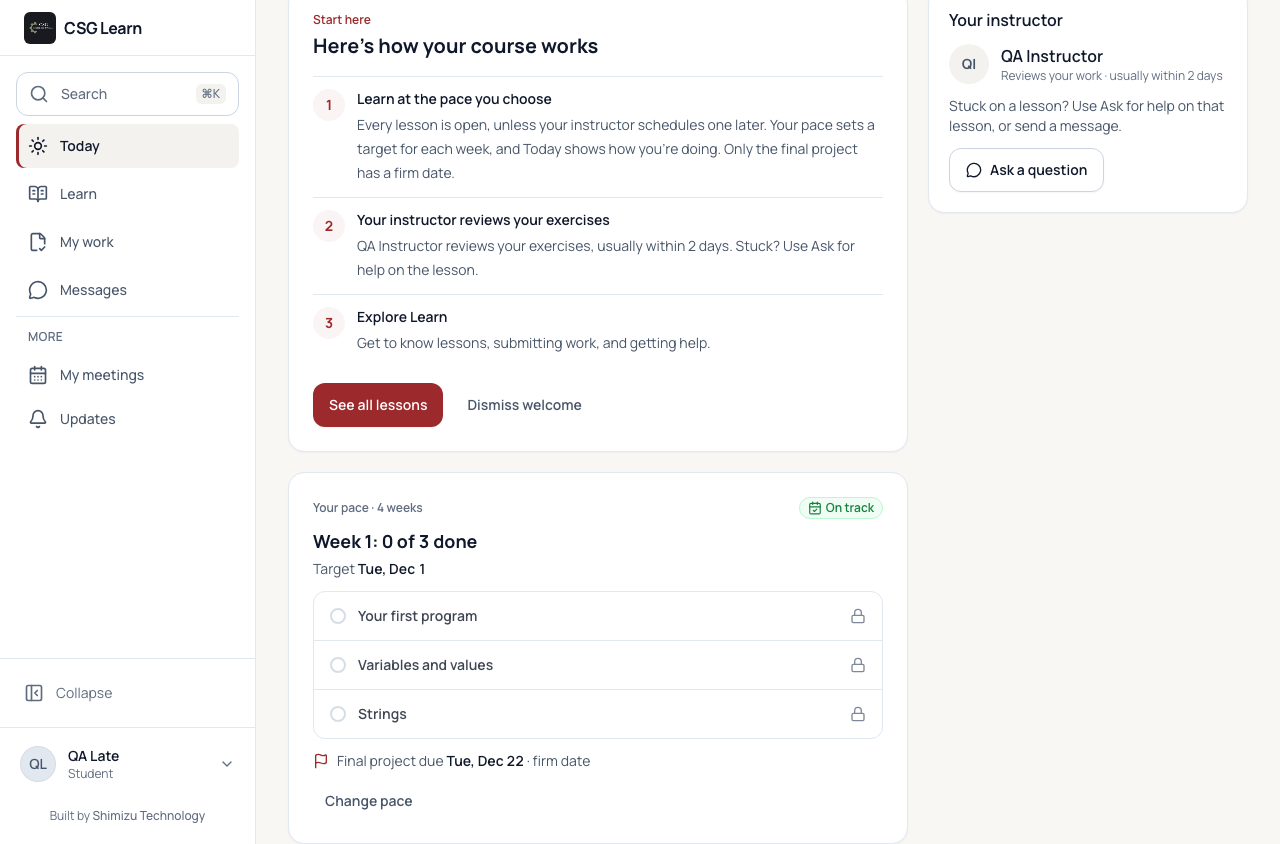 CSG Learn
Search
⌘K
Today
Learn
My work
Messages
MORE
My meetings
Updates
Collapse
QL
QA Late
Student
Built by Shimizu Technology
Start here
Here's how your course works
1
Learn at the pace you choose
Every lesson is open, unless your instructor schedules one later. Your pace sets a
target for each week, and Today shows how you're doing. Only the final project
has a firm date.
2
Your instructor reviews your exercises
QA Instructor reviews your exercises, usually within 2 days. Stuck? Use Ask for
help on the lesson.
3
Explore Learn
Get to know lessons, submitting work, and getting help.
See all lessons
Dismiss welcome
Your pace · 4 weeks
On track
Week 1: 0 of 3 done
Target Tue, Dec 1
Your first program
Variables and values
Strings
Final project due Tue, Dec 22 · firm date
Change pace
Your instructor
QI
QA Instructor
Reviews your work · usually within 2 days
Stuck on a lesson? Use Ask for help on that
lesson, or send a message.
Ask a question